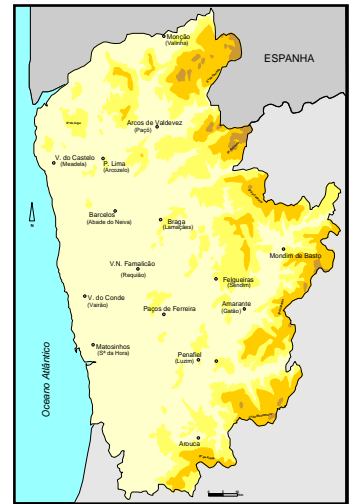 Monção
(Valinha)
ESPANHA
Arcos de Valdevez
(Paçô)
V. do Castelo
(Meadela)
P. Lima
(Arcozelo)
Barcelos
(Abade do Neiva)
Braga
(Lamaçães)
Mondim de Basto
V.N. Famalicão
(Requião)
Felgueiras
(Sendim)
V. do Conde
(Vairão)
Paços de Ferreira
Amarante
(Gatão)
Matosinhos
(Sª da Hora)
Penafiel
(Luzim)
Oceano Atlântico
Arouca
N